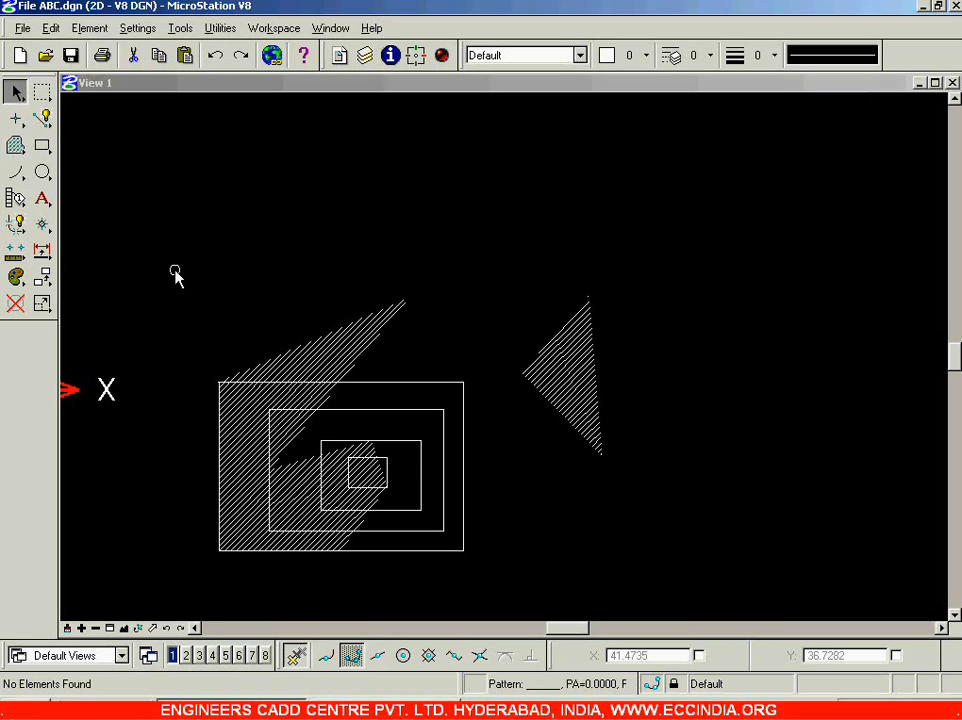 File ABC.dgn (2D - V8 DGN) - MicroStation V8
File Edit Element Settings Tools Utilities Workspace Window Help
Default 0 0 0
View 1
X
Default Views 1 2 3 4 5 6 7 8 X: 41.4735 Y: 36.7282
No Elements Found Pattern: ______, PA=0.0000, F Default
ENGINEERS CADD CENTRE PVT. LTD. HYDERABAD, INDIA, WWW.ECCINDIA.ORG